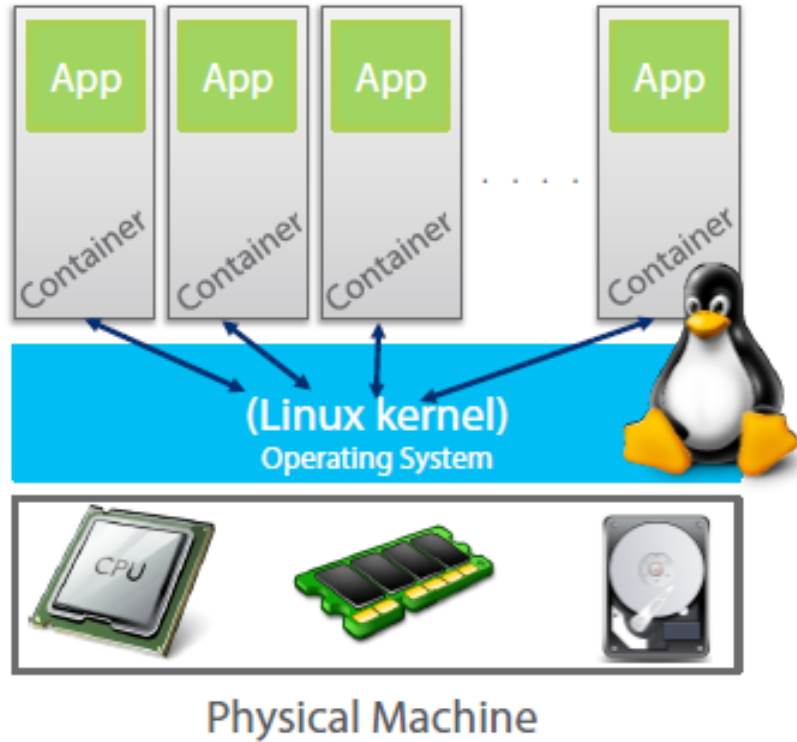 App
App
App
App
Container
Container
Container
. . . .
Container
(Linux kernel)
Operating System
CPU
Physical Machine